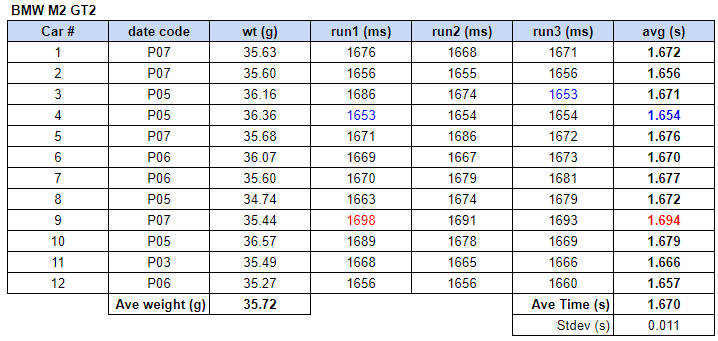 BMW M2 GT2
Car # date code wt (g) run1 (ms) run2 (ms) run3 (ms) avg (s)
1 P07 35.63 1676 1668 1671 1.672
2 P07 35.60 1656 1655 1656 1.656
3 P05 36.16 1686 1674 1653 1.671
4 P05 36.36 1653 1654 1654 1.654
5 P07 35.68 1671 1686 1672 1.676
6 P06 36.07 1669 1667 1673 1.670
7 P06 35.60 1670 1679 1681 1.677
8 P05 34.74 1663 1674 1679 1.672
9 P07 35.44 1698 1691 1693 1.694
10 P05 36.57 1689 1678 1669 1.679
11 P03 35.49 1668 1665 1666 1.666
12 P06 35.27 1656 1656 1660 1.657
Ave weight (g) 35.72 Ave Time (s) 1.670
Stdev (s) 0.011